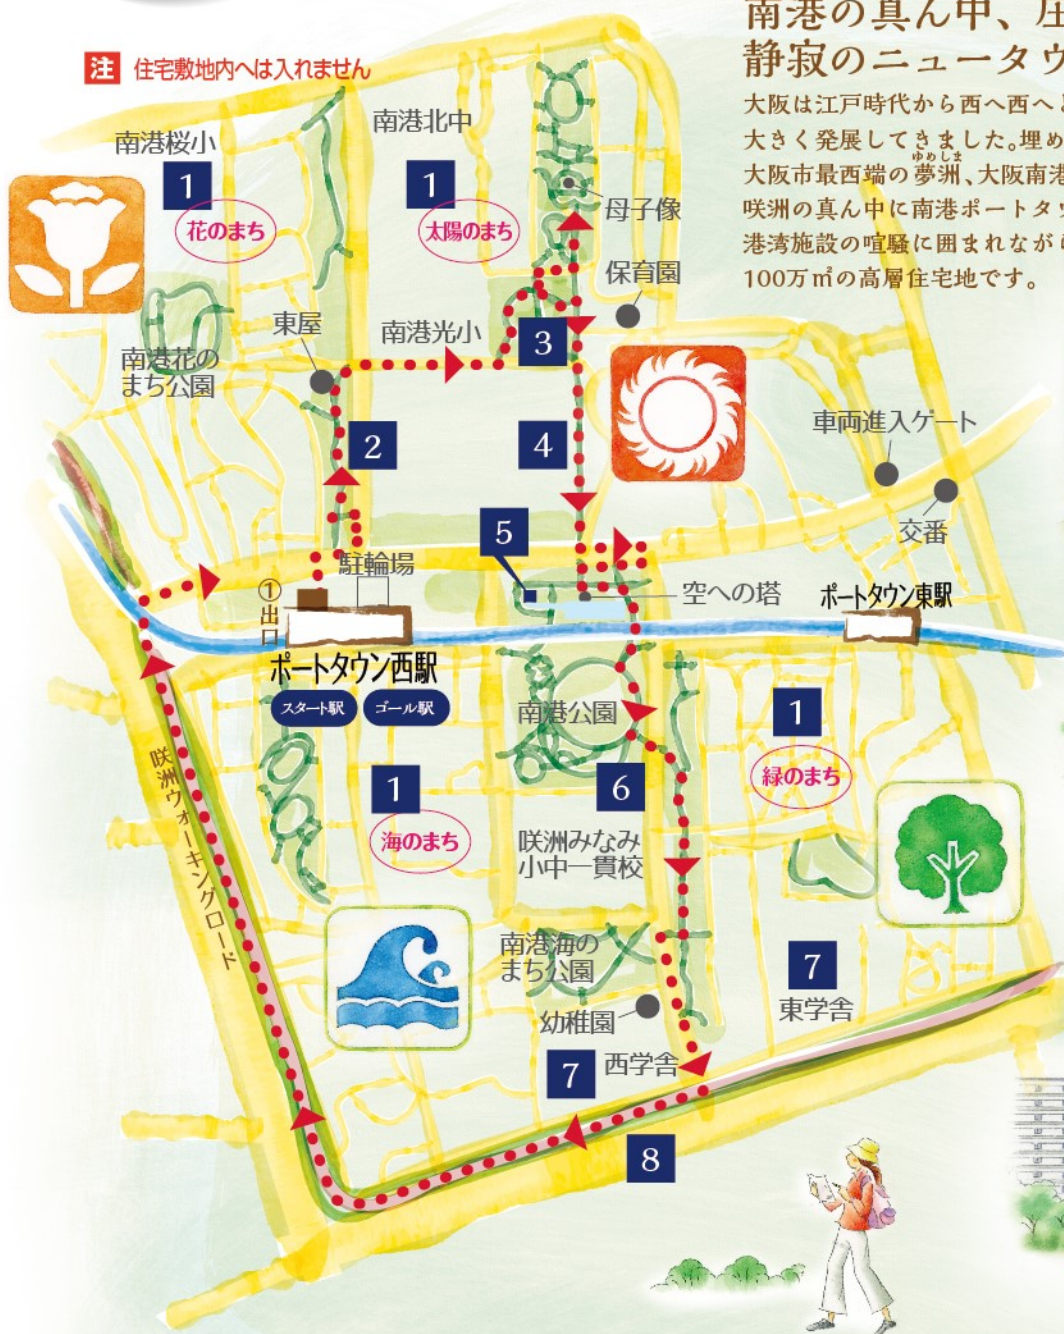 南港の真ん中、
静寂のニュータウ
大阪は江戸時代から西へ西へ
大きく発展してきました。埋め
ゆめしま
大阪市最西端の夢洲、大阪南港
咲洲の真ん中に南港ポートタウ
港湾施設の喧騒に囲まれなが
100万㎡の高層住宅地です。
注 住宅敷地内へは入れません
南港桜小
1
花のまち
南港北中
1
太陽のまち
母子像
保育園
東屋
南港光小
3
南港花の
まち公園
2
4
車両進入ゲート
交番
5
駐輪場
①出口
空への塔
ポートタウン東駅
ポートタウン西駅
スタート駅 ゴール駅
南港公園
1
緑のまち
咲洲ウォーキングロード
1
海のまち
6
咲洲みなみ
小中一貫校
南港海の
まち公園
幼稚園
7
東学舎
7
西学舎
8